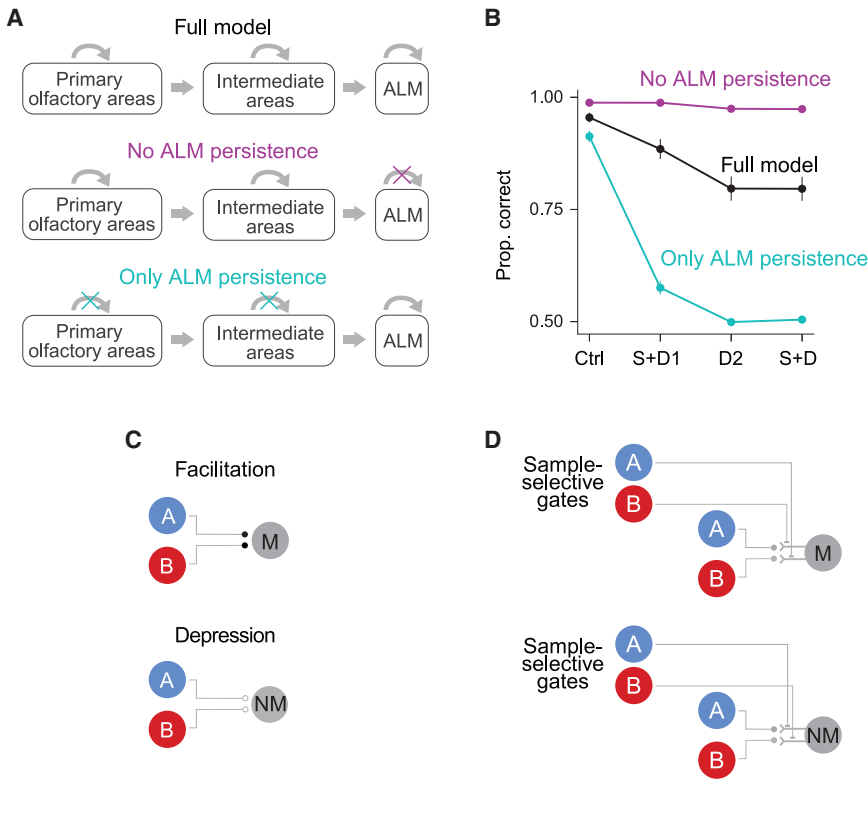 A
Full model
Primary
olfactory areas
Intermediate
areas
ALM
No ALM persistence
Primary
olfactory areas
Intermediate
areas
ALM
Only ALM persistence
Primary
olfactory areas
Intermediate
areas
ALM
B
No ALM persistence
Full model
Only ALM persistence
Prop. correct
1.00
0.75
0.50
Ctrl S+D1 D2 S+D
C
Facilitation
A
B
M
Depression
A
B
NM
D
Sample-
selective
gates
A
B
A
B
M
Sample-
selective
gates
A
B
A
B
NM